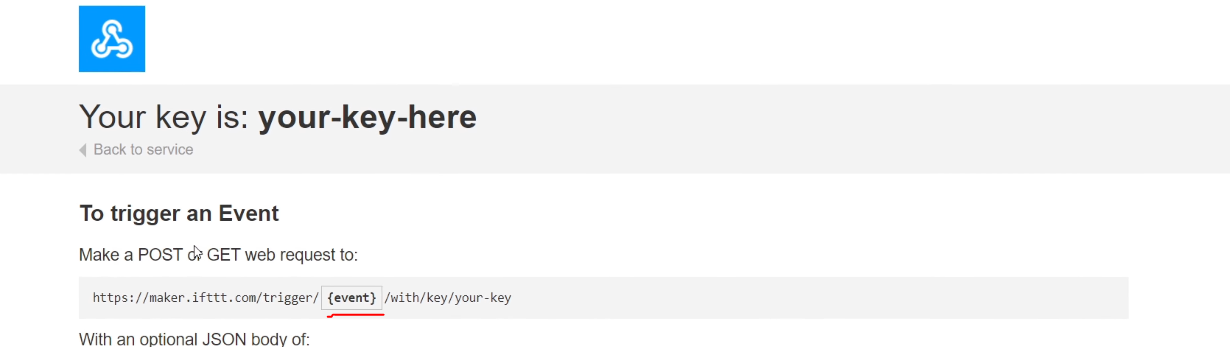 Your key is: your-key-here
Back to service
To trigger an Event
Make a POST or GET web request to:
https://maker.ifttt.com/trigger/ {event} /with/key/your-key
With an optional JSON body of: